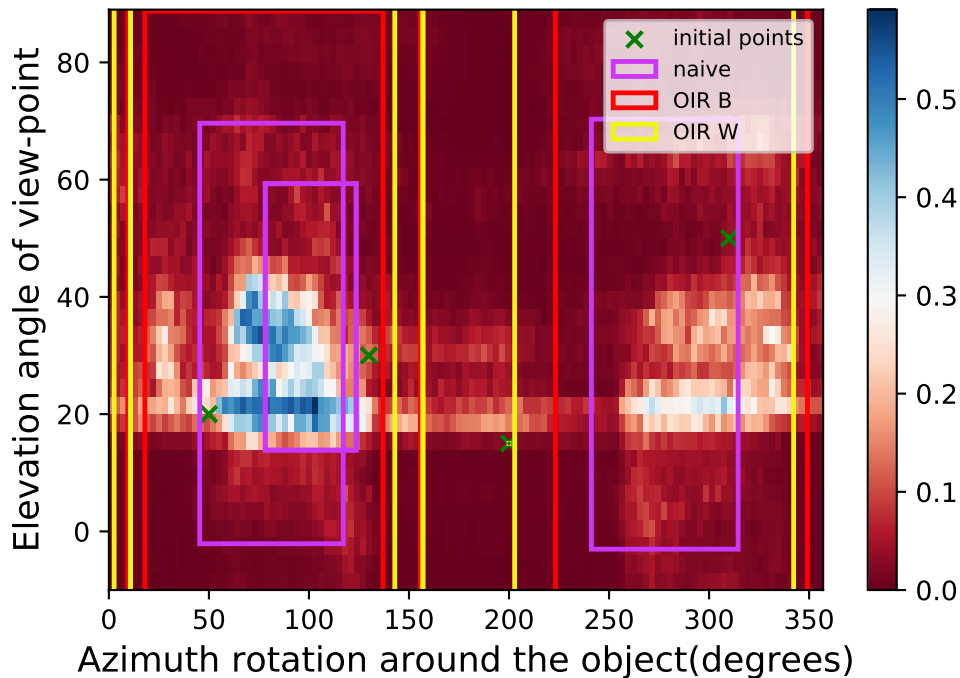 initial points
naive
OIR B
OIR W
Elevation angle of view-point
80
60
40
20
0
0 50 100 150 200 250 300 350
Azimuth rotation around the object(degrees)
0.5
0.4
0.3
0.2
0.1
0.0